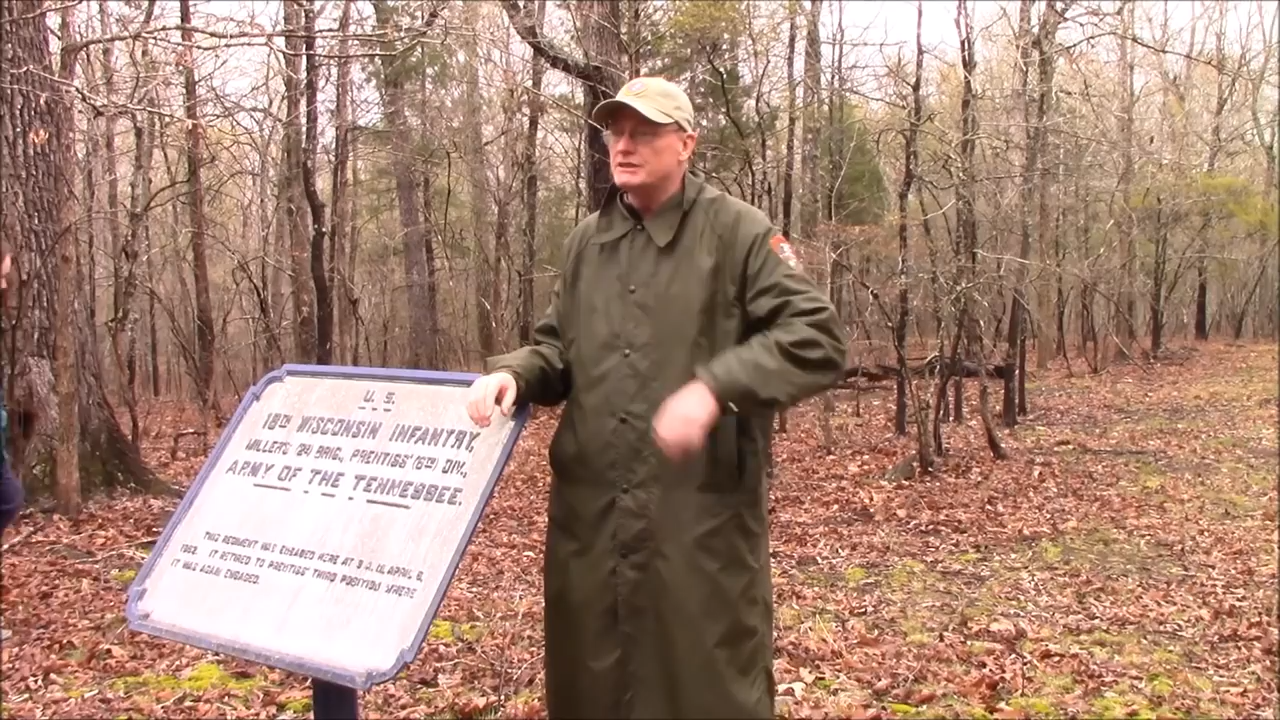 U. S.
18TH WISCONSIN INFANTRY,
MILLER'S (2D) BRIG., PRENTISS' (6TH) DIV.,
ARMY OF THE TENNESSEE.
THIS REGIMENT WAS ENGAGED HERE AT 9 A.M. APRIL 6,
1862. IT RETIRED TO PRENTISS' THIRD POSITION WHERE
IT WAS AGAIN ENGAGED.